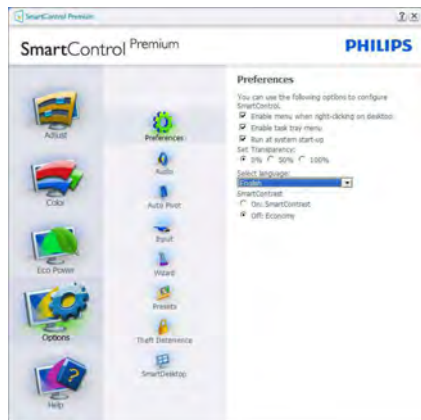 SmartControl Premium
SmartControl Premium
PHILIPS
Adjust
Color
Eco Power
Options
Help
Preferences
Audio
Auto Pivot
Input
Wizard
Presets
Theft Deterrence
SmartDesktop
Preferences
You can use the following options to configure
SmartControl.
Enable menu when right-clicking on desktop
Enable task tray menu
Run at system start-up
Set Transparency:
0% 50% 100%
Select language:
English
SmartContrast
On: SmartContrast
Off: Economy